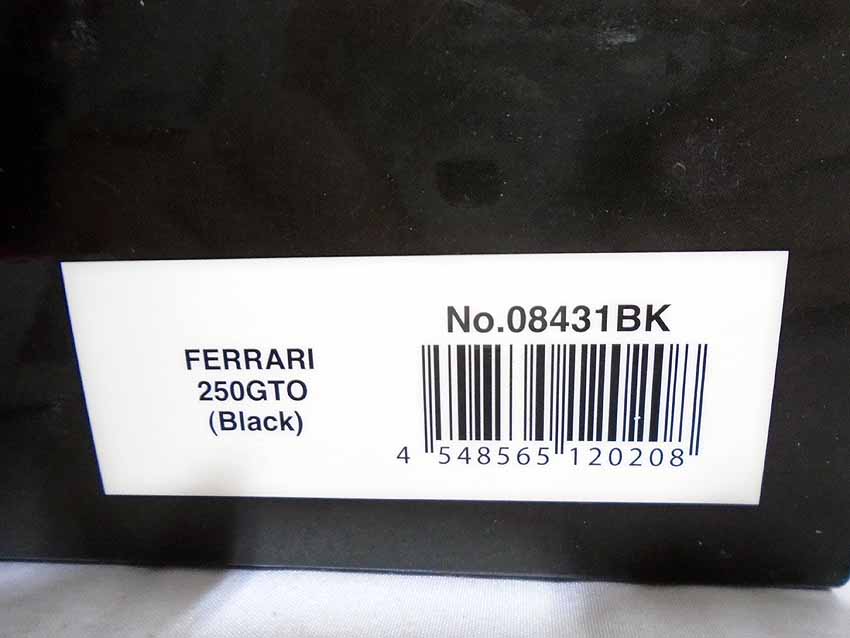 FERRARI
250GTO
(Black)
No.08431BK
4 548565 120208